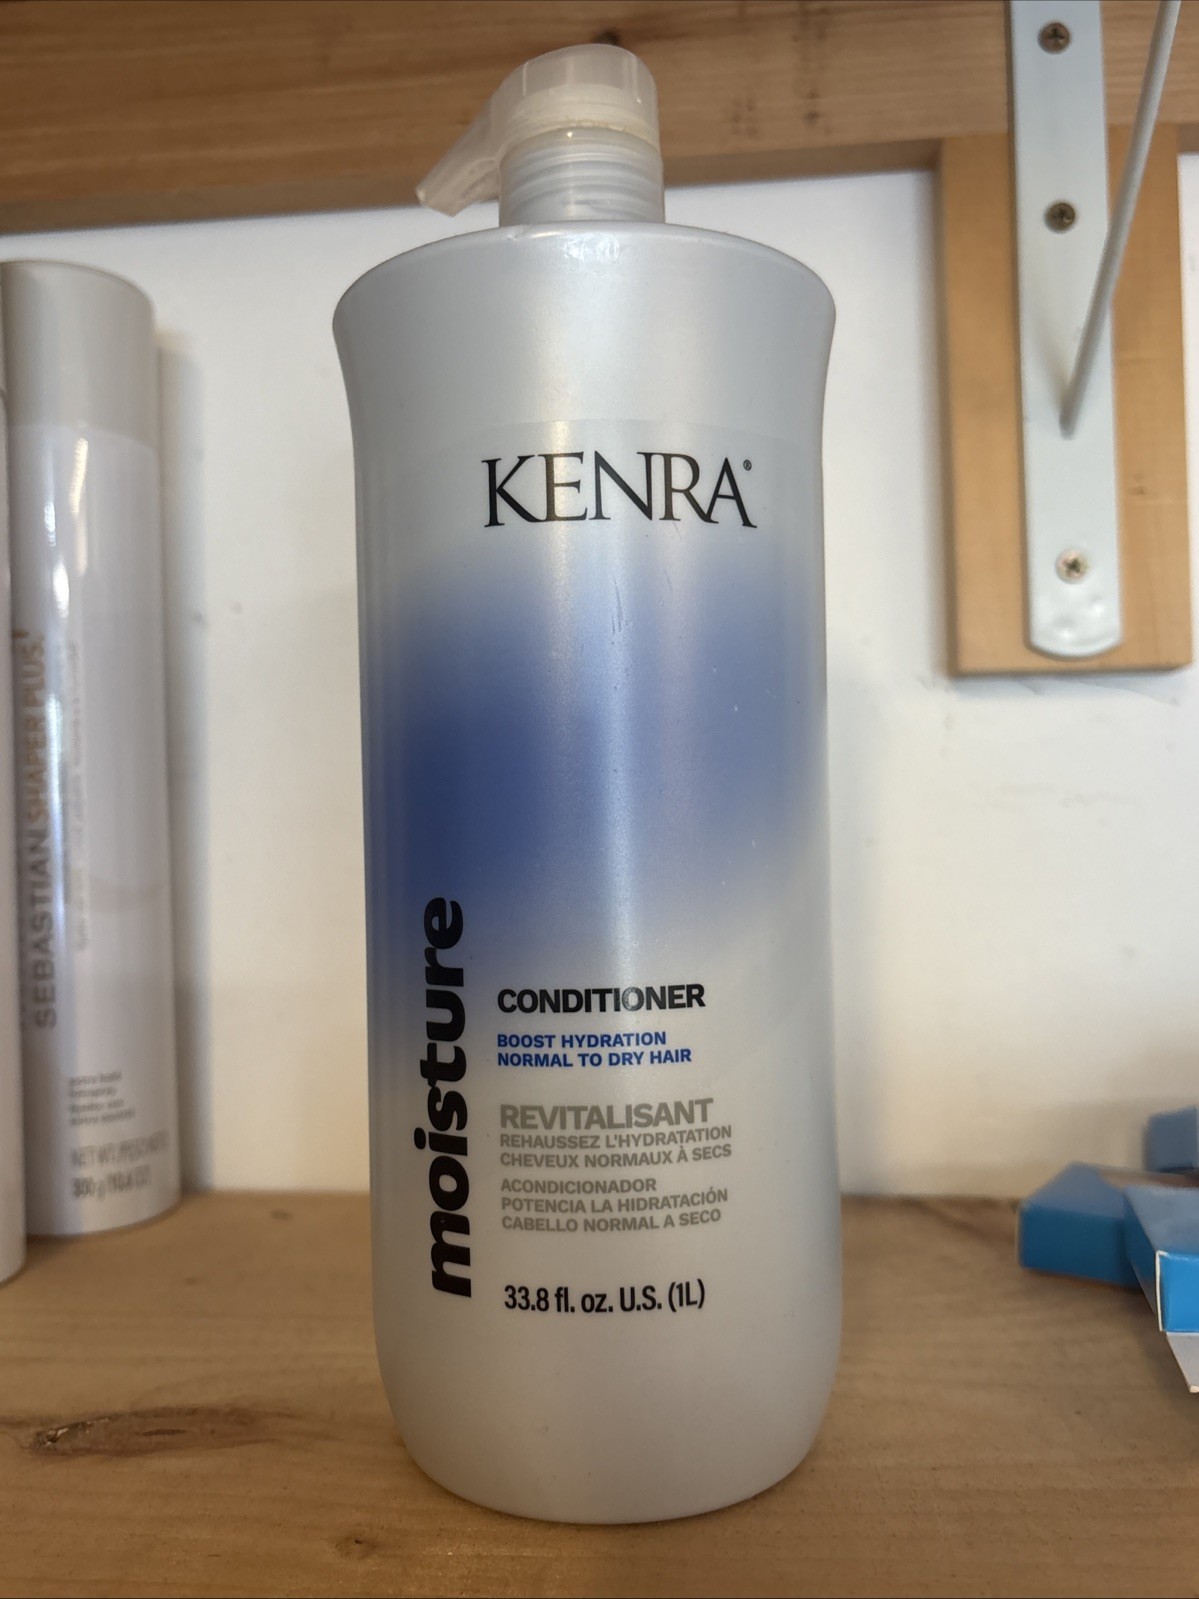 KENRA®
moisture
CONDITIONER
BOOST HYDRATION
NORMAL TO DRY HAIR
REVITALISANT
REHAUSSEZ L'HYDRATATION
CHEVEUX NORMAUX À SECS
ACONDICIONADOR
POTENCIA LA HIDRATACIÓN
CABELLO NORMAL A SECO
33.8 fl. oz. U.S. (1L)
SEBASTIAN SHAPER PLUS